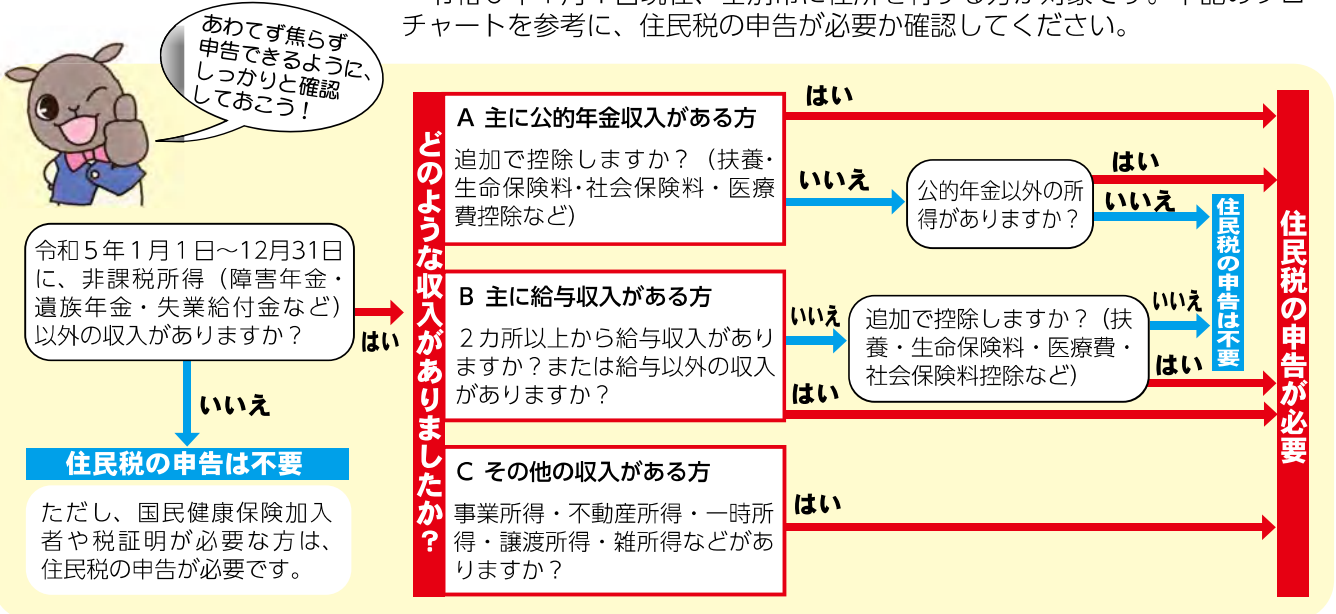 チャートを参考に、住民税の申告が必要か確認してください。
あわてず焦らず
申告できるように、
しっかりと確認
しておこう！
令和５年１月１日～12月31日
に、非課税所得（障害年金・
遺族年金・失業給付金など）
以外の収入がありますか？
はい
いいえ
住民税の申告は不要
ただし、国民健康保険加入
者や税証明が必要な方は、
住民税の申告が必要です。
どのような収入がありましたか？
A 主に公的年金収入がある方
追加で控除しますか？（扶養・
生命保険料・社会保険料・医療
費控除など）
はい
いいえ
公的年金以外の所
得がありますか？
はい
いいえ
B 主に給与収入がある方
２カ所以上から給与収入があり
ますか？または給与以外の収入
がありますか？
いいえ
はい
追加で控除しますか？（扶
養・生命保険料・医療費・
社会保険料控除など）
いいえ
はい
住民税の申告は不要
C その他の収入がある方
事業所得・不動産所得・一時所
得・譲渡所得・雑所得などがあ
りますか？
はい
住民税の申告が必要